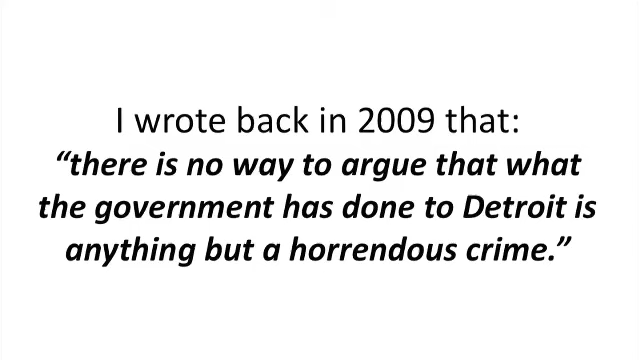 I wrote back in 2009 that:
“there is no way to argue that what
the government has done to Detroit is
anything but a horrendous crime.”